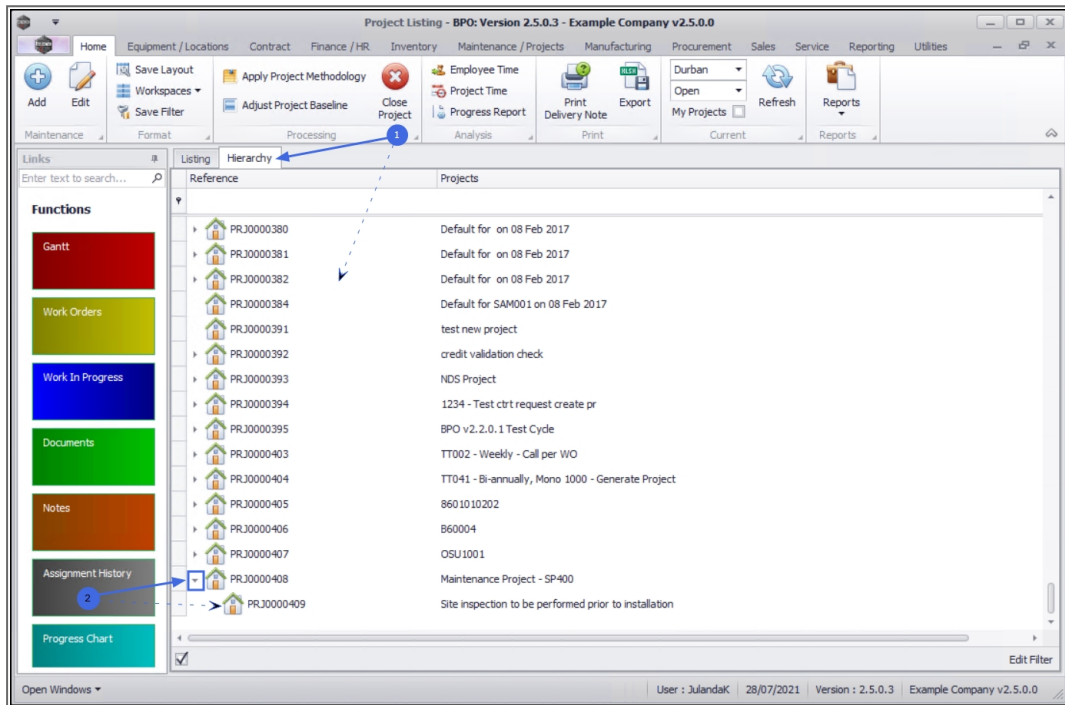 Project Listing - BPO: Version 2.5.0.3 - Example Company v2.5.0.0
Home Equipment / Locations Contract Finance / HR Inventory Maintenance / Projects Manufacturing Procurement Sales Service Reporting Utilities
Add
Edit
Save Layout
Workspaces
Save Filter
Apply Project Methodology
Adjust Project Baseline
Close Project
Employee Time
Project Time
Progress Report
Print Delivery Note
Export
Durban
Open
My Projects
Refresh
Reports
Maintenance Format Processing Analysis Print Current Reports
1
Links
Enter text to search...
Functions
Gantt
Work Orders
Work In Progress
Documents
Notes
Assignment History
2
Progress Chart
Listing Hierarchy
Reference Projects
PRJ0000380 Default for on 08 Feb 2017
PRJ0000381 Default for on 08 Feb 2017
PRJ0000382 Default for on 08 Feb 2017
PRJ0000384 Default for SAM001 on 08 Feb 2017
PRJ0000391 test new project
PRJ0000392 credit validation check
PRJ0000393 NDS Project
PRJ0000394 1234 - Test ctrt request create pr
PRJ0000395 BPO v2.2.0.1 Test Cycle
PRJ0000403 TT002 - Weekly - Call per WO
PRJ0000404 TT041 - Bi-annually, Mono 1000 - Generate Project
PRJ0000405 8601010202
PRJ0000406 B60004
PRJ0000407 OSU1001
PRJ0000408 Maintenance Project - SP400
PRJ0000409 Site inspection to be performed prior to installation
Edit Filter
Open Windows User : JulandaK 28/07/2021 Version : 2.5.0.3 Example Company v2.5.0.0